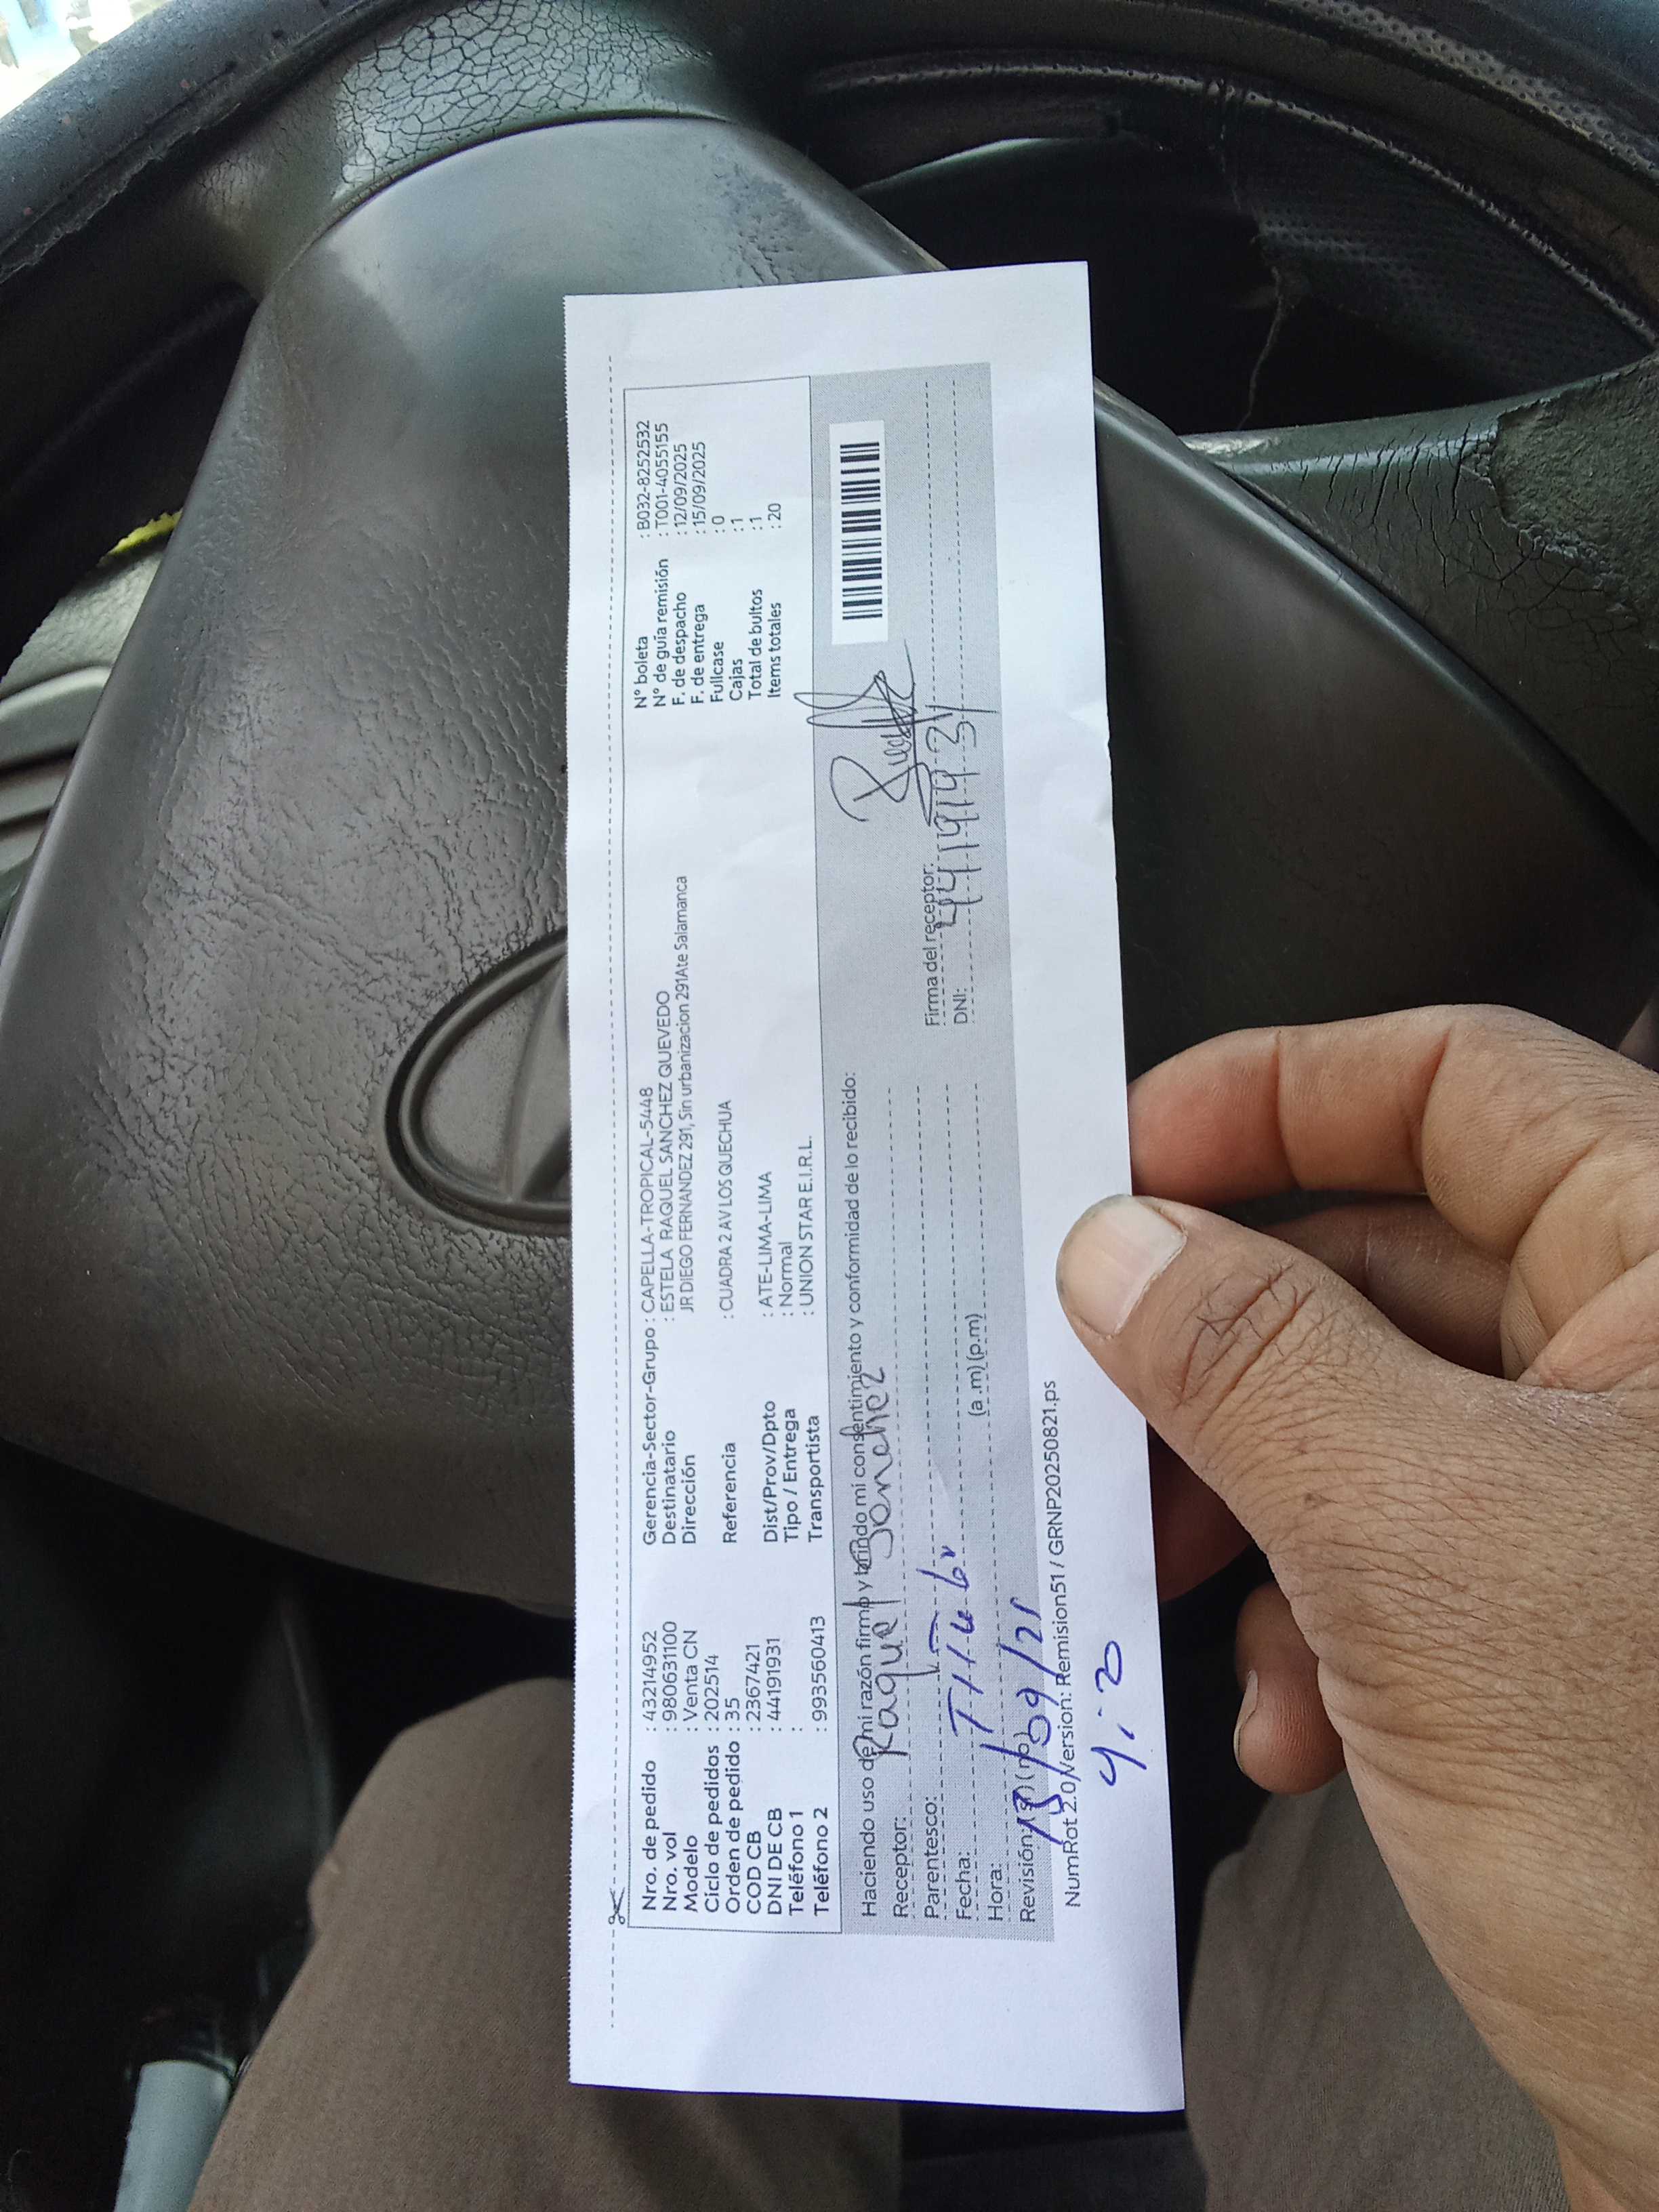 Nro. de pedido : 43214952
Nro. vol : 980631100
Modelo : Venta CN
Ciclo de pedidos : 202514
Orden de pedido : 35
COD CB : 2367421
DNI DE CB : 44191931
Teléfono 1 :
Teléfono 2 : 993560413
Gerencia-Sector-Grupo : CAPELLA-TROPICAL-5448
Destinatario : ESTELA RAQUEL SANCHEZ QUEVEDO
Dirección JR DIEGO FERNANDEZ 291, Sin urbanizacion 291Ate Salamanca
Referencia : CUADRA 2 AV LOS QUECHUA
Dist/Prov/Dpto : ATE-LIMA-LIMA
Tipo / Entrega : Normal
Transportista : UNION STAR E.I.R.L.
N° boleta : B032-8252532
N° de guía remisión : T001-4055155
F. de despacho : 12/09/2025
F. de entrega : 15/09/2025
Fullcase : 0
Cajas : 1
Total de bultos : 1
Items totales : 20
Haciendo uso de mi razón firmo y brindo mi consentimiento y conformidad de lo recibido:
Receptor: Raquel Sanchez
Parentesco:
Fecha:
Hora: (a.m) (p.m)
Revisión: (si) (no)
Firma del receptor:
DNI: 44191931
NumRot 2.0/Version: Remision51 / GRNP20250821.ps